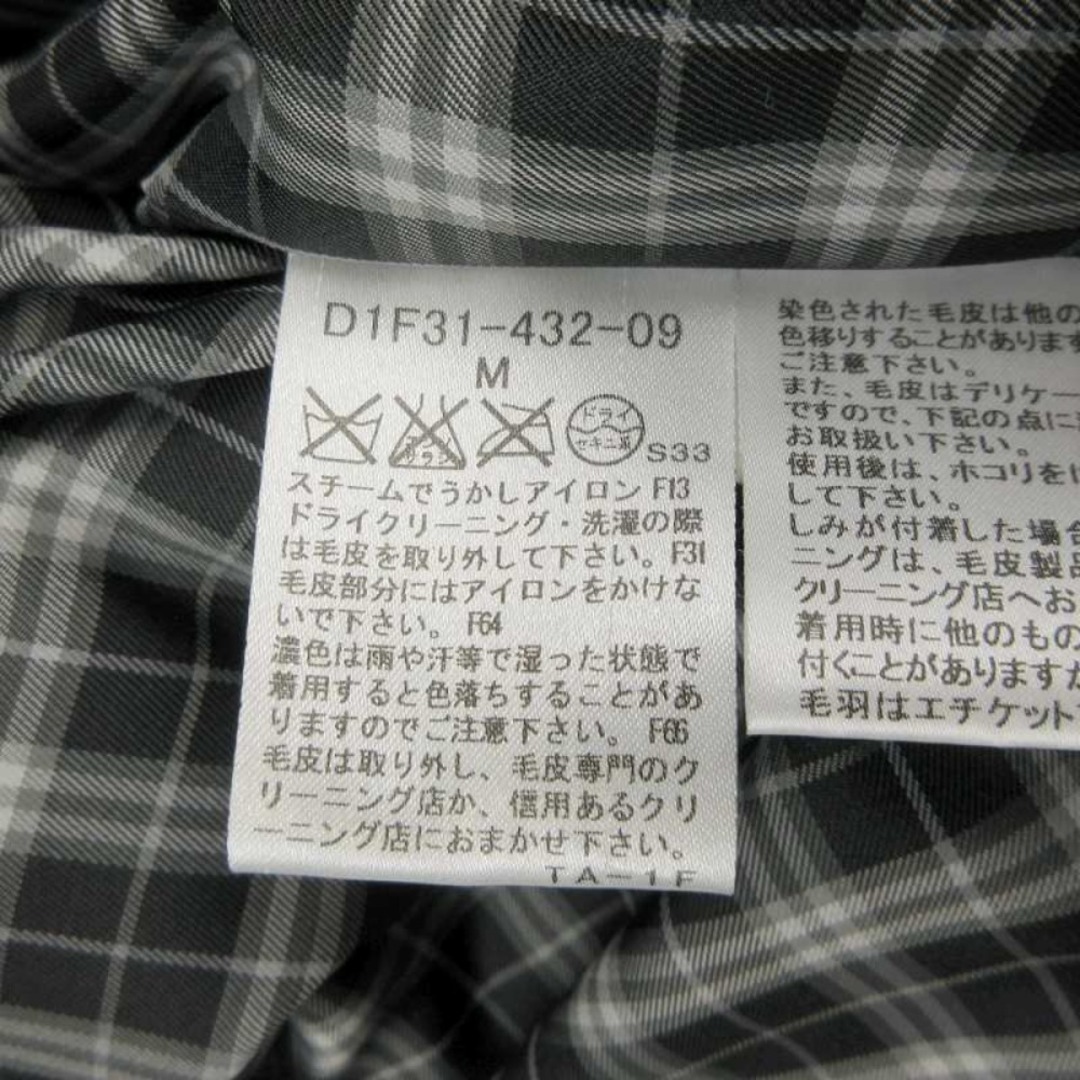 D1F31-432-09
M
エンソ
サラシ
ドライ
セキユ系
S33
スチームでうかしアイロン F13
ドライクリーニング・洗濯の際
は毛皮を取り外して下さい。F31
毛皮部分にはアイロンをかけな
いで下さい。F64
濃色は雨や汗等で湿った状態で
着用すると色落ちすることがあ
りますのでご注意下さい。F66
毛皮は取り外し、毛皮専門のク
リーニング店か、信用あるクリ
ーニング店におまかせ下さい。
TA-1F
染色された毛皮は他の
色移りすることがあります
ご注意下さい。
また、毛皮はデリケー
ですので、下記の点に
お取扱い下さい。
使用後は、ホコリを
して下さい。
しみが付着した場合
ニングは、毛皮製品
クリーニング店へお
着用時に他のもの
付くことがありますが
毛羽はエチケット